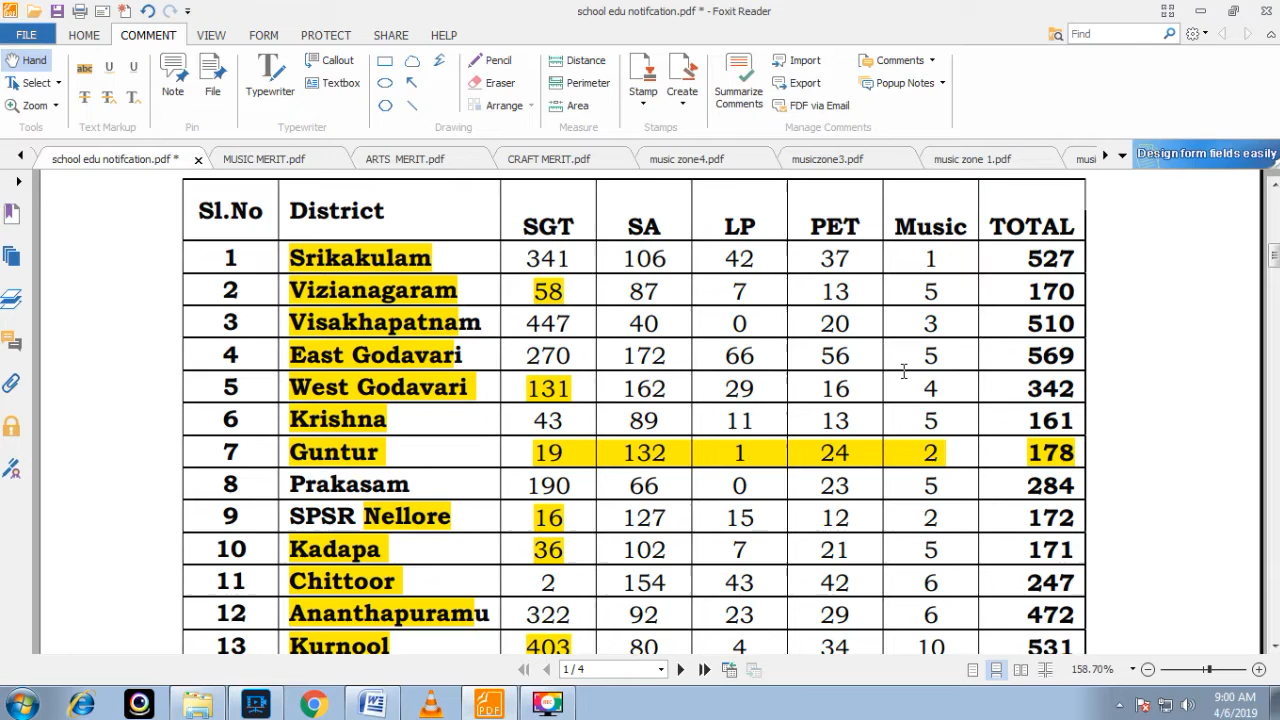 school edu notifcation.pdf * - Foxit Reader
FILE HOME COMMENT VIEW FORM PROTECT SHARE HELP Find
Hand
Select
Zoom
Tools
abc U U
T T T
Text Markup
Note File
Pin
Typewriter
Callout
Textbox
Typewriter
Pencil
Eraser
Arrange
Drawing
Distance
Perimeter
Area
Measure
Stamp Create
Stamps
Summarize
Comments
Import
Export
FDF via Email
Comments
Popup Notes
Manage Comments
school edu notifcation.pdf * MUSIC MERIT.pdf ARTS MERIT.pdf CRAFT MERIT.pdf music zone4.pdf musiczone3.pdf music zone 1.pdf musi Design form fields easily
Sl.No District SGT SA LP PET Music TOTAL
1 Srikakulam 341 106 42 37 1 527
2 Vizianagaram 58 87 7 13 5 170
3 Visakhapatnam 447 40 0 20 3 510
4 East Godavari 270 172 66 56 5 569
5 West Godavari 131 162 29 16 4 342
6 Krishna 43 89 11 13 5 161
7 Guntur 19 132 1 24 2 178
8 Prakasam 190 66 0 23 5 284
9 SPSR Nellore 16 127 15 12 2 172
10 Kadapa 36 102 7 21 5 171
11 Chittoor 2 154 43 42 6 247
12 Ananthapuramu 322 92 23 29 6 472
13 Kurnool 403 80 4 34 10 531
1 / 4 158.70%
PDF REC 9:00 AM
4/6/2019